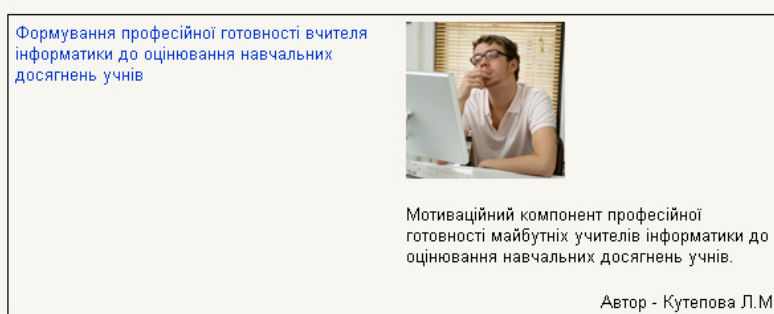 Формування професійної готовності вчителя
інформатики до оцінювання навчальних
досягнень учнів
Мотиваційний компонент професійної
готовності майбутніх учителів інформатики до
оцінювання навчальних досягнень учнів.
Автор - Кутепова Л.М